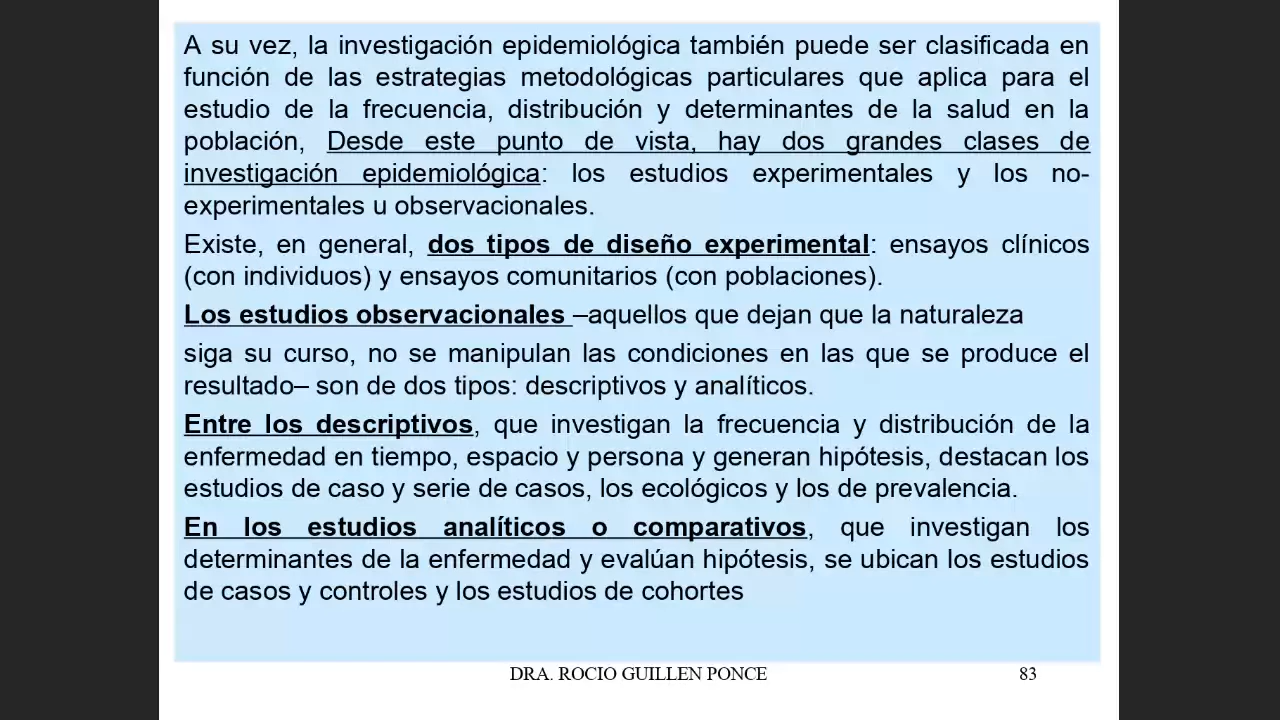 A su vez, la investigación epidemiológica también puede ser clasificada en
función de las estrategias metodológicas particulares que aplica para el
estudio de la frecuencia, distribución y determinantes de la salud en la
población, Desde este punto de vista, hay dos grandes clases de
investigación epidemiológica: los estudios experimentales y los no-
experimentales u observacionales.
Existe, en general, dos tipos de diseño experimental: ensayos clínicos
(con individuos) y ensayos comunitarios (con poblaciones).
Los estudios observacionales –aquellos que dejan que la naturaleza
siga su curso, no se manipulan las condiciones en las que se produce el
resultado– son de dos tipos: descriptivos y analíticos.
Entre los descriptivos, que investigan la frecuencia y distribución de la
enfermedad en tiempo, espacio y persona y generan hipótesis, destacan los
estudios de caso y serie de casos, los ecológicos y los de prevalencia.
En los estudios analíticos o comparativos, que investigan los
determinantes de la enfermedad y evalúan hipótesis, se ubican los estudios
de casos y controles y los estudios de cohortes
DRA. ROCIO GUILLEN PONCE 83